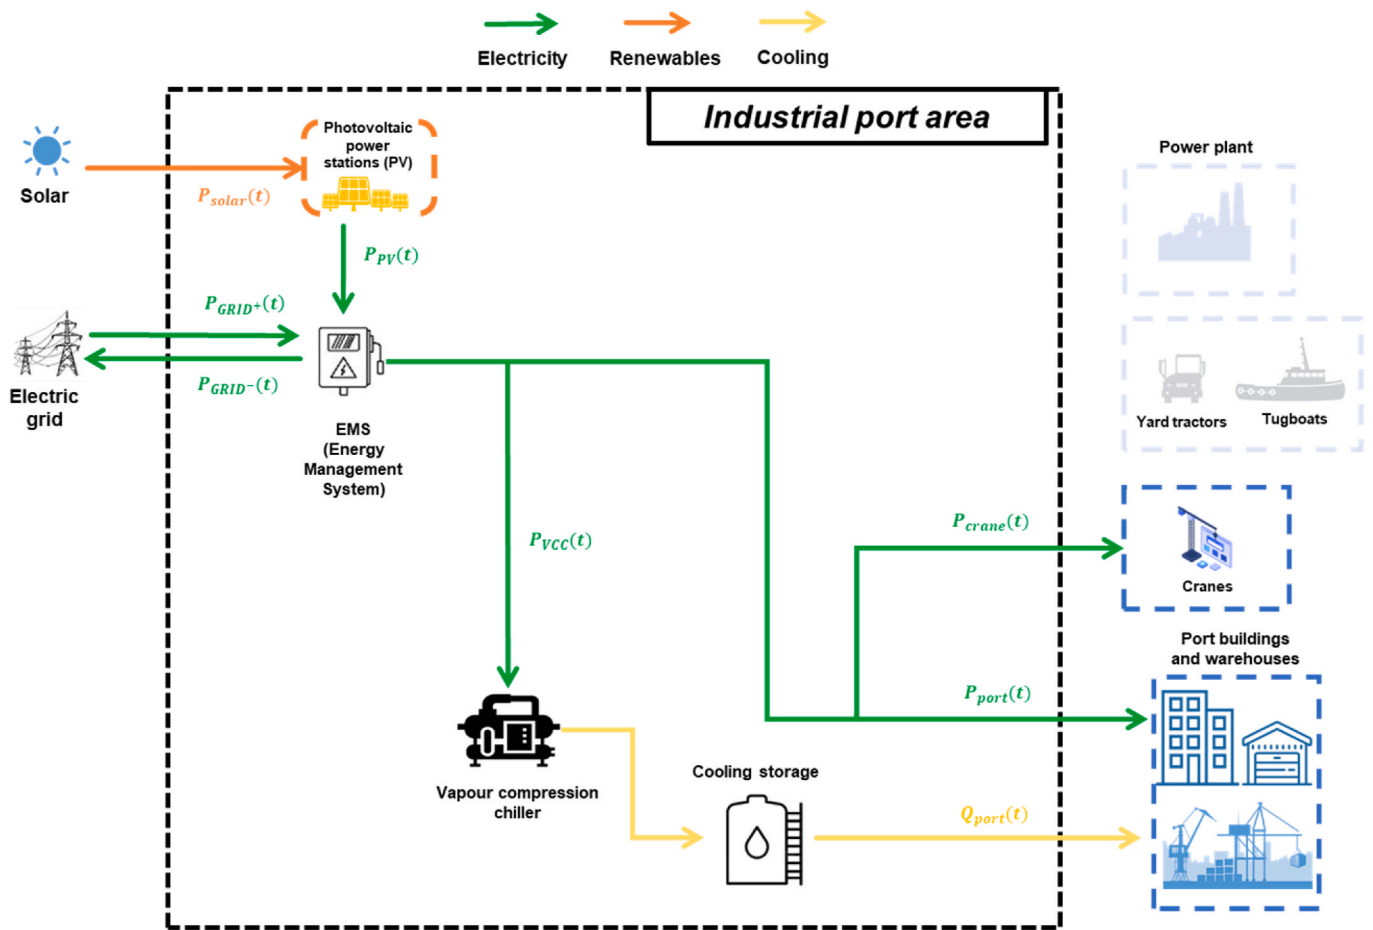 Electricity
Renewables
Cooling
Industrial port area
Photovoltaic
power
stations (PV)
Solar
P_solar(t)
P_PV(t)
P_GRID+(t)
P_GRID−(t)
Electric
grid
EMS
(Energy
Management
System)
P_VCC(t)
Vapour compression
chiller
Cooling storage
Power plant
Yard tractors
Tugboats
P_crane(t)
Cranes
Port buildings
and warehouses
P_port(t)
Q_port(t)